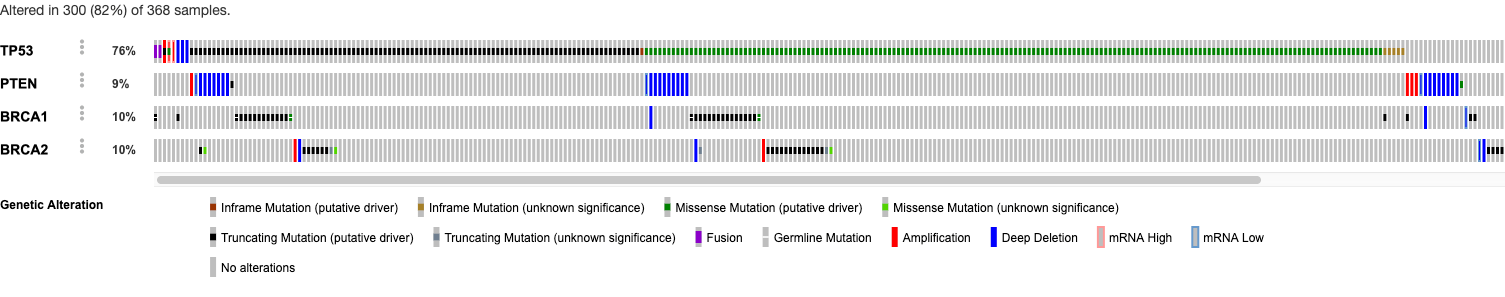 Altered in 300 (82%) of 368 samples.
TP53 76%
PTEN 9%
BRCA1 10%
BRCA2 10%
Genetic Alteration Inframe Mutation (putative driver) Inframe Mutation (unknown significance) Missense Mutation (putative driver) Missense Mutation (unknown significance)
Truncating Mutation (putative driver) Truncating Mutation (unknown significance) Fusion Germline Mutation Amplification Deep Deletion mRNA High mRNA Low
No alterations